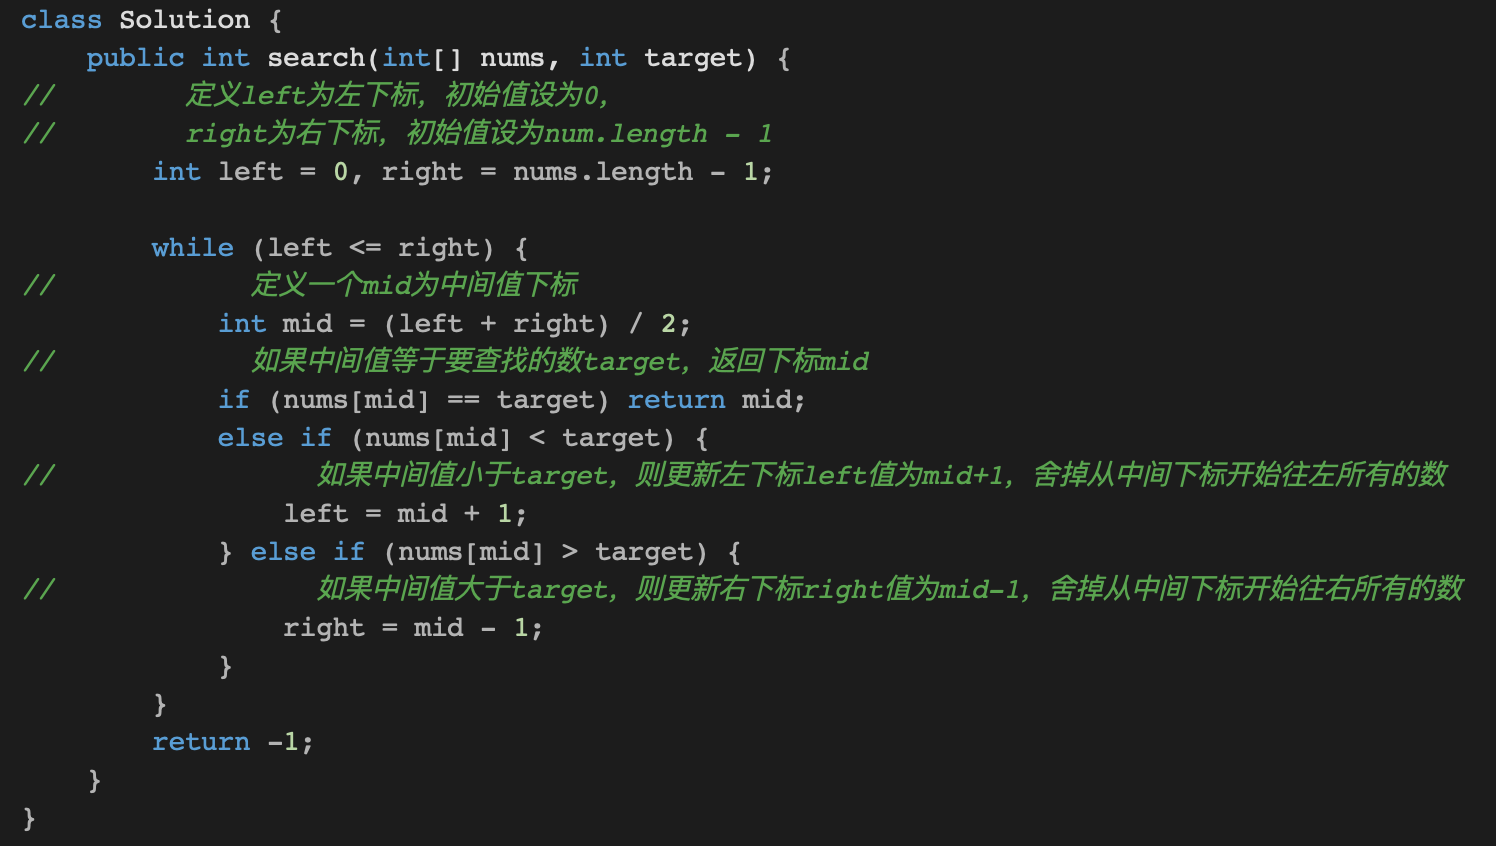 class Solution {
    public int search(int[] nums, int target) {
//        定义left为左下标，初始值设为0，
//        right为右下标，初始值设为num.length - 1
        int left = 0, right = nums.length - 1;

        while (left <= right) {
//            定义一个mid为中间值下标
            int mid = (left + right) / 2;
//            如果中间值等于要查找的数target，返回下标mid
            if (nums[mid] == target) return mid;
            else if (nums[mid] < target) {
//                如果中间值小于target，则更新左下标left值为mid+1，舍掉从中间下标开始往左所有的数
                left = mid + 1;
            } else if (nums[mid] > target) {
//                如果中间值大于target，则更新右下标right值为mid-1，舍掉从中间下标开始往右所有的数
                right = mid - 1;
            }
        }
        return -1;
    }
}